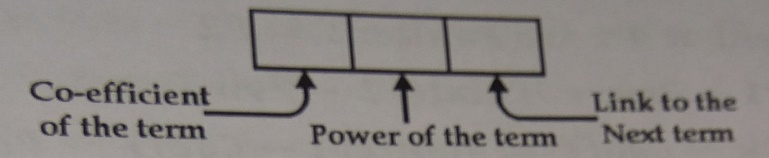 Co-efficient
of the term
Power of the term
Link to the
Next term